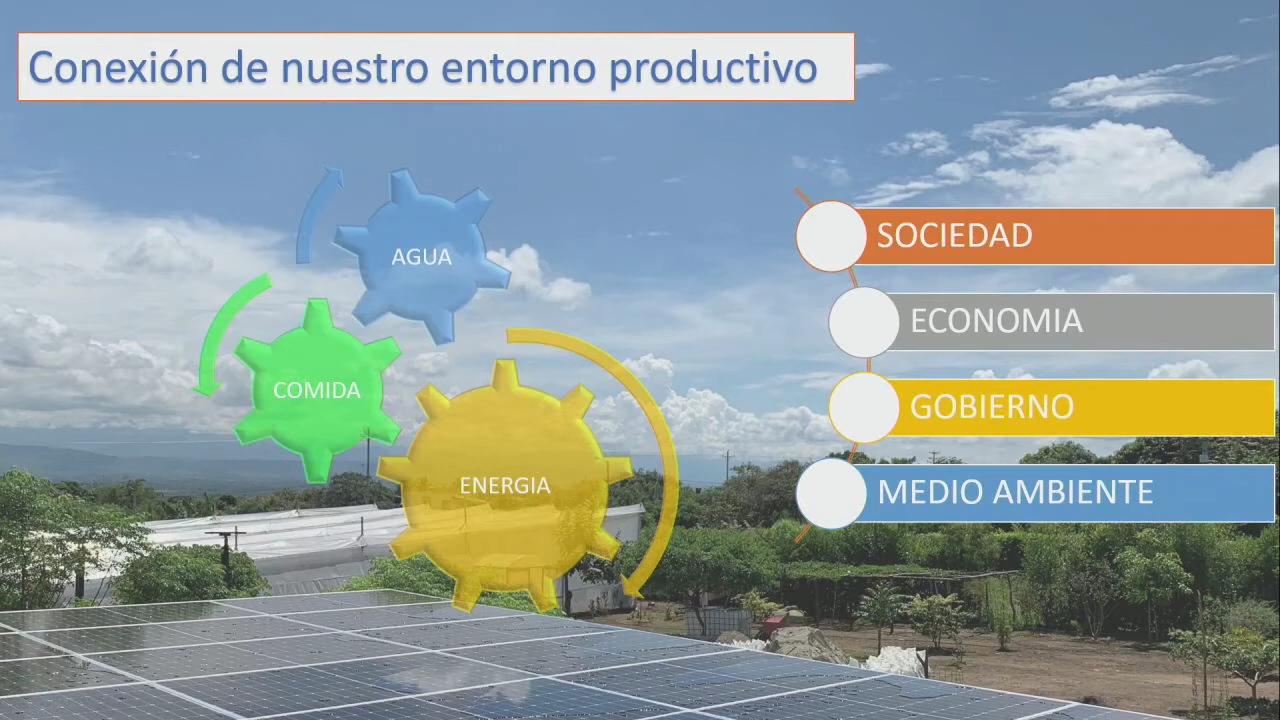 Conexión de nuestro entorno productivo
AGUA
COMIDA
ENERGIA
SOCIEDAD
ECONOMIA
GOBIERNO
MEDIO AMBIENTE